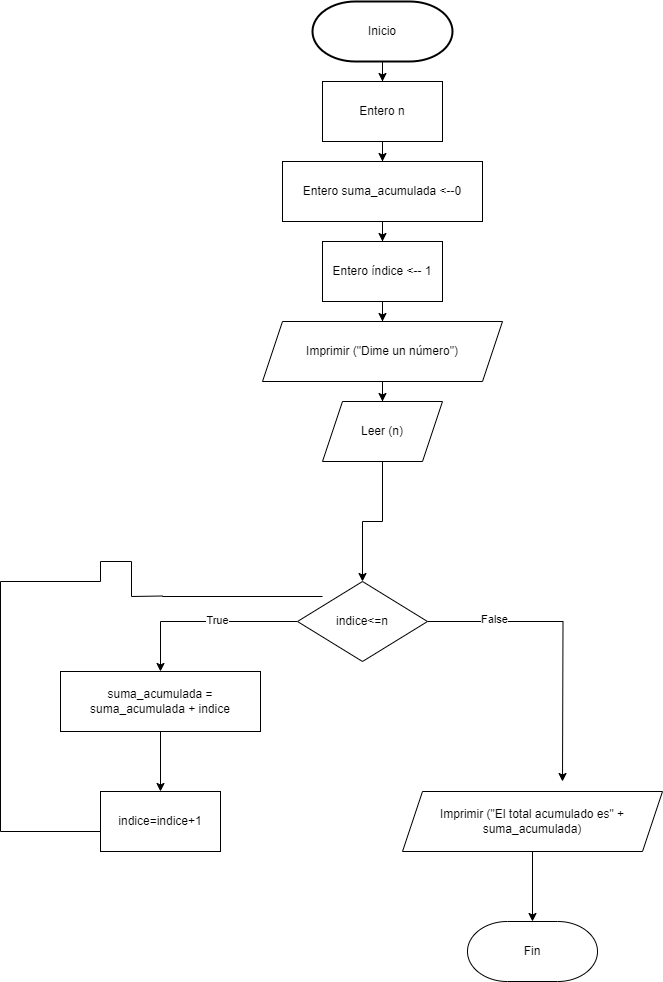 Inicio
Entero n
Entero suma_acumulada <--0
Entero índice <-- 1
Imprimir ("Dime un número")
Leer (n)
indice<=n
True
False
suma_acumulada =
suma_acumulada + indice
indice=indice+1
Imprimir ("El total acumulado es" +
suma_acumulada)
Fin